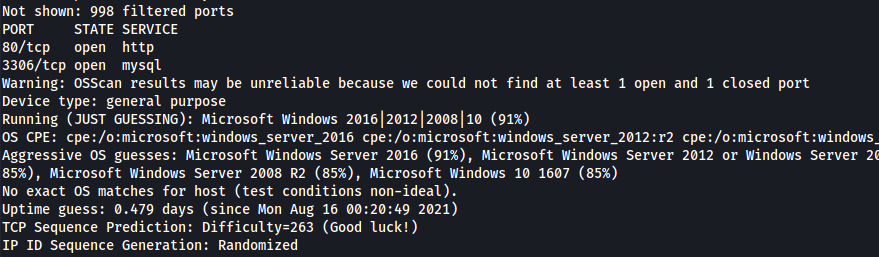 Not shown: 998 filtered ports
PORT     STATE SERVICE
80/tcp   open  http
3306/tcp open  mysql
Warning: OSScan results may be unreliable because we could not find at least 1 open and 1 closed port
Device type: general purpose
Running (JUST GUESSING): Microsoft Windows 2016|2012|2008|10 (91%)
OS CPE: cpe:/o:microsoft:windows_server_2016 cpe:/o:microsoft:windows_server_2012:r2 cpe:/o:microsoft:windows_
Aggressive OS guesses: Microsoft Windows Server 2016 (91%), Microsoft Windows Server 2012 or Windows Server 20
85%), Microsoft Windows Server 2008 R2 (85%), Microsoft Windows 10 1607 (85%)
No exact OS matches for host (test conditions non-ideal).
Uptime guess: 0.479 days (since Mon Aug 16 00:20:49 2021)
TCP Sequence Prediction: Difficulty=263 (Good luck!)
IP ID Sequence Generation: Randomized